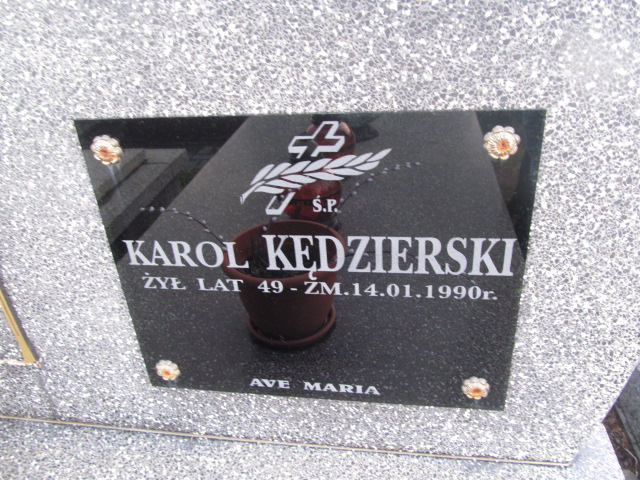 Ś.P.
KAROL KĘDZIERSKI
ŻYŁ LAT 49 - ZM.14.01.1990r.
AVE MARIA